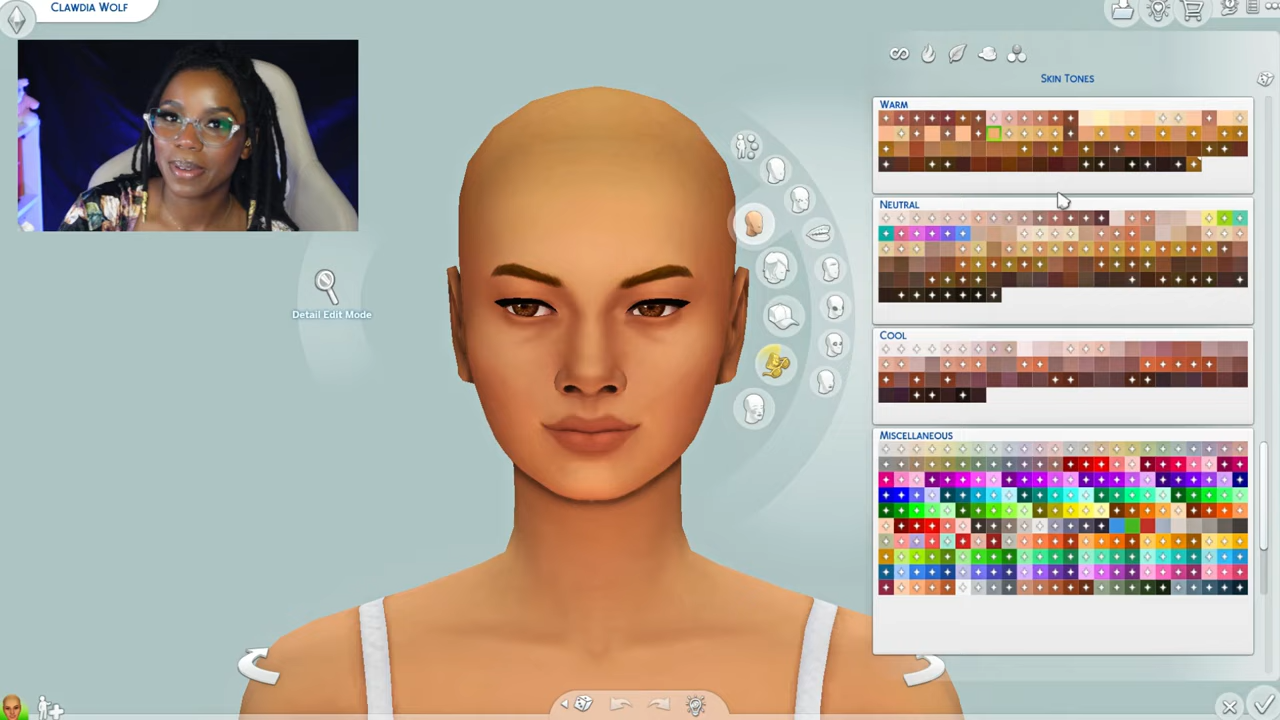 CLAWDIA WOLF
SKIN TONES
WARM
NEUTRAL
Detail Edit Mode
COOL
MISCELLANEOUS